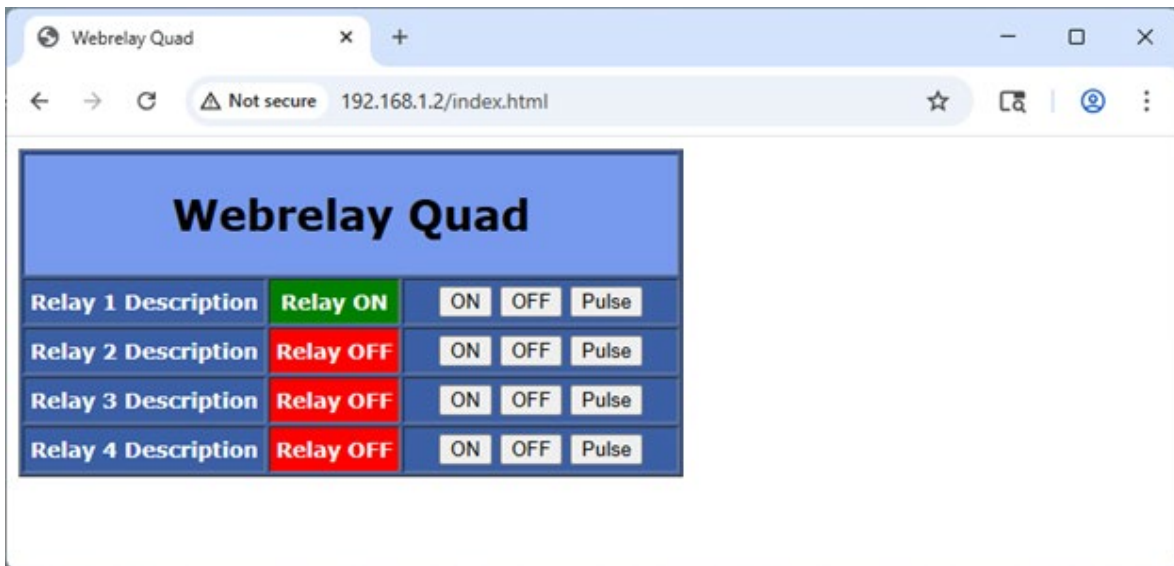 Webrelay Quad
Not secure 192.168.1.2/index.html
Webrelay Quad
Relay 1 Description Relay ON ON OFF Pulse
Relay 2 Description Relay OFF ON OFF Pulse
Relay 3 Description Relay OFF ON OFF Pulse
Relay 4 Description Relay OFF ON OFF Pulse